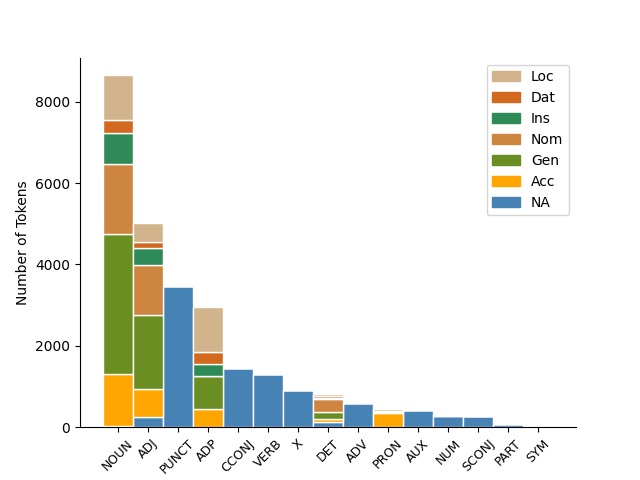 Number of Tokens
8000
6000
4000
2000
0
Loc
Dat
Ins
Nom
Gen
Acc
NA
NOUN
ADJ
PUNCT
ADP
CCONJ
VERB
X
DET
ADV
PRON
AUX
NUM
SCONJ
PART
SYM